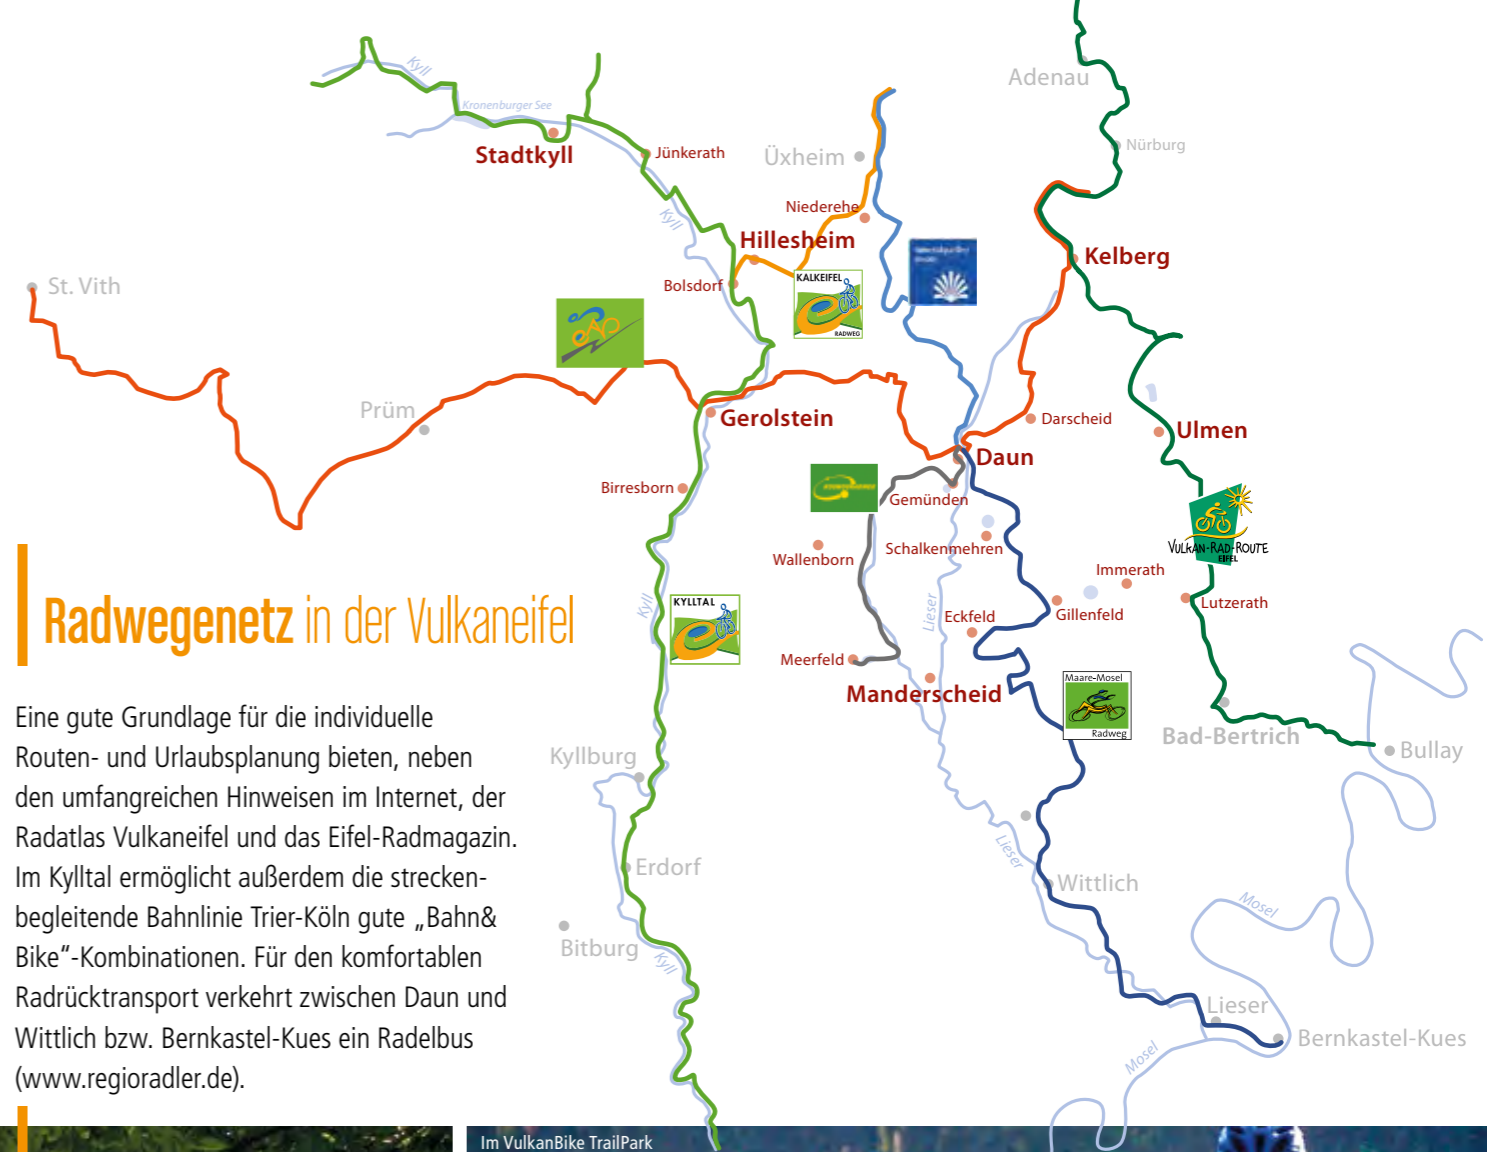 Kyll
Adenau
Kronenburger See
Nürburg
Stadtkyll
Jünkerath
Üxheim
Niederehe
Kyll
Hillesheim
Kelberg
St. Vith
Bolsdorf
KALKEIFEL
RADWEG
Prüm
Gerolstein
Darscheid
Ulmen
Daun
Birresborn
Gemünden
Wallenborn
Schalkenmehren
VULKAN-RAD-ROUTE
EIFEL
Immerath
Lutzerath
Radwegenetz in der Vulkaneifel
Kyll
KYLLTAL
Lieser
Eckfeld
Gillenfeld
Meerfeld
Manderscheid
Maare-Mosel
Radweg
Bad-Bertrich
Bullay
Eine gute Grundlage für die individuelle
Routen- und Urlaubsplanung bieten, neben
den umfangreichen Hinweisen im Internet, der
Radatlas Vulkaneifel und das Eifel-Radmagazin.
Im Kylltal ermöglicht außerdem die strecken-
begleitende Bahnlinie Trier-Köln gute „Bahn&
Bike“-Kombinationen. Für den komfortablen
Radrücktransport verkehrt zwischen Daun und
Wittlich bzw. Bernkastel-Kues ein Radelbus
(www.regioradler.de).
Kyllburg
Erdorf
Lieser
Wittlich
Mosel
Bitburg
Kyll
Lieser
Bernkastel-Kues
Mosel
Im VulkanBike TrailPark